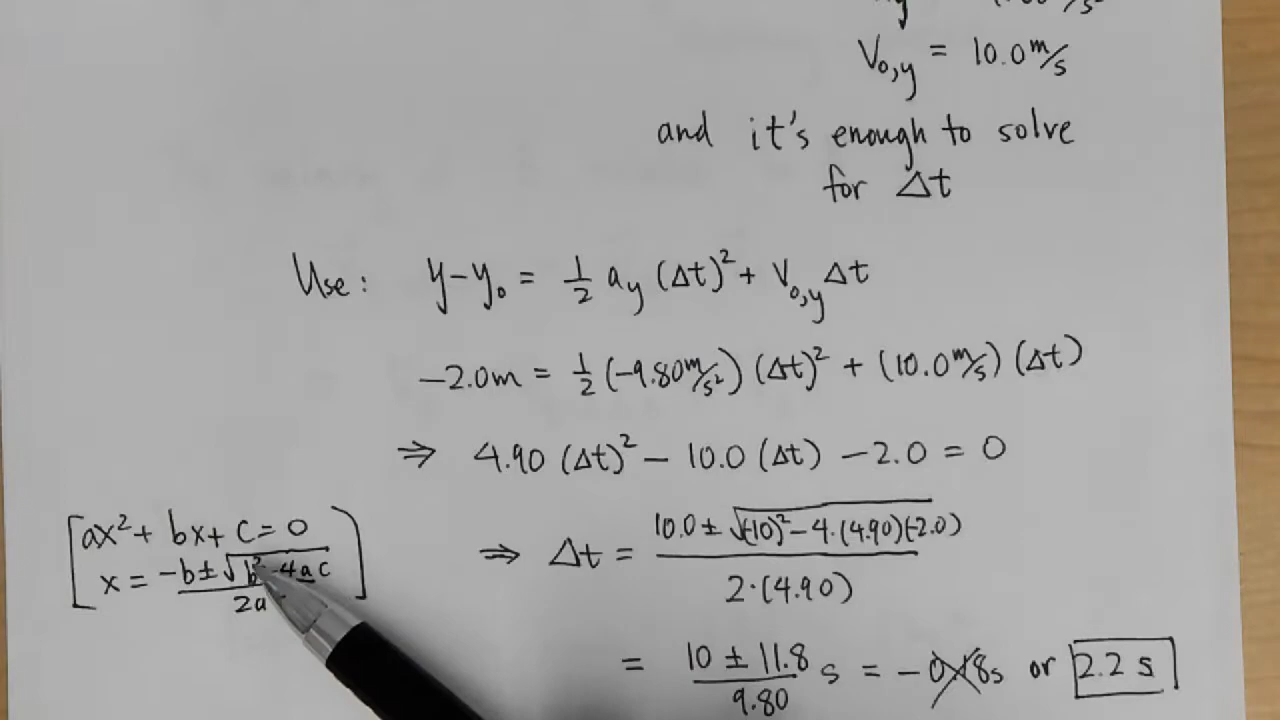 V₀,y = 10.0 m/s
and it's enough to solve
for Δt
Use: y-y₀ = 1/2 a_y (Δt)² + V₀,y Δt
-2.0m = 1/2 (-9.80 m/s²) (Δt)² + (10.0 m/s) (Δt)
⇒ 4.90 (Δt)² - 10.0 (Δt) - 2.0 = 0
[ax² + bx + c = 0
x = (-b ± √(b² - 4ac))/2a]
⇒ Δt = (10.0 ± √((-10)² - 4·(4.90)(-2.0)))/(2·(4.90))
= (10 ± 11.8)/9.80 s = -0.18s or 2.2 s